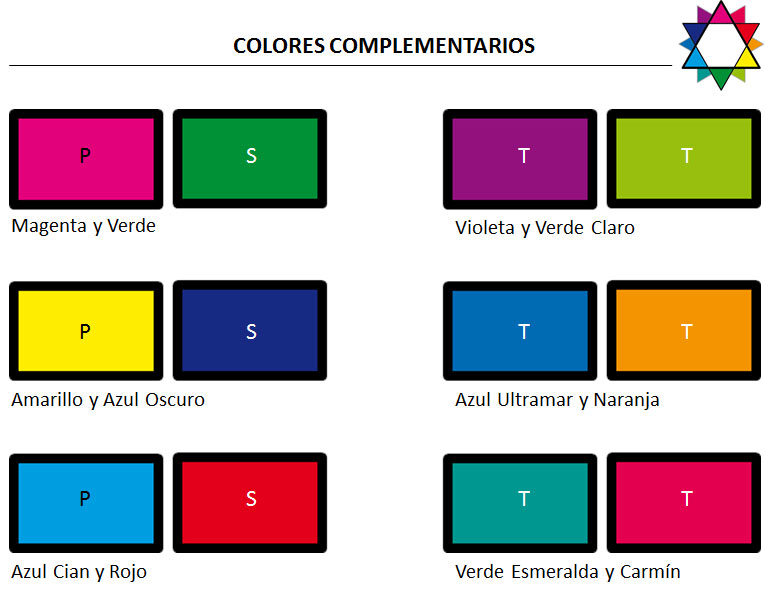 COLORES COMPLEMENTARIOS
P
S
T
T
Magenta y Verde
Violeta y Verde Claro
P
S
T
T
Amarillo y Azul Oscuro
Azul Ultramar y Naranja
P
S
T
T
Azul Cian y Rojo
Verde Esmeralda y Carmín